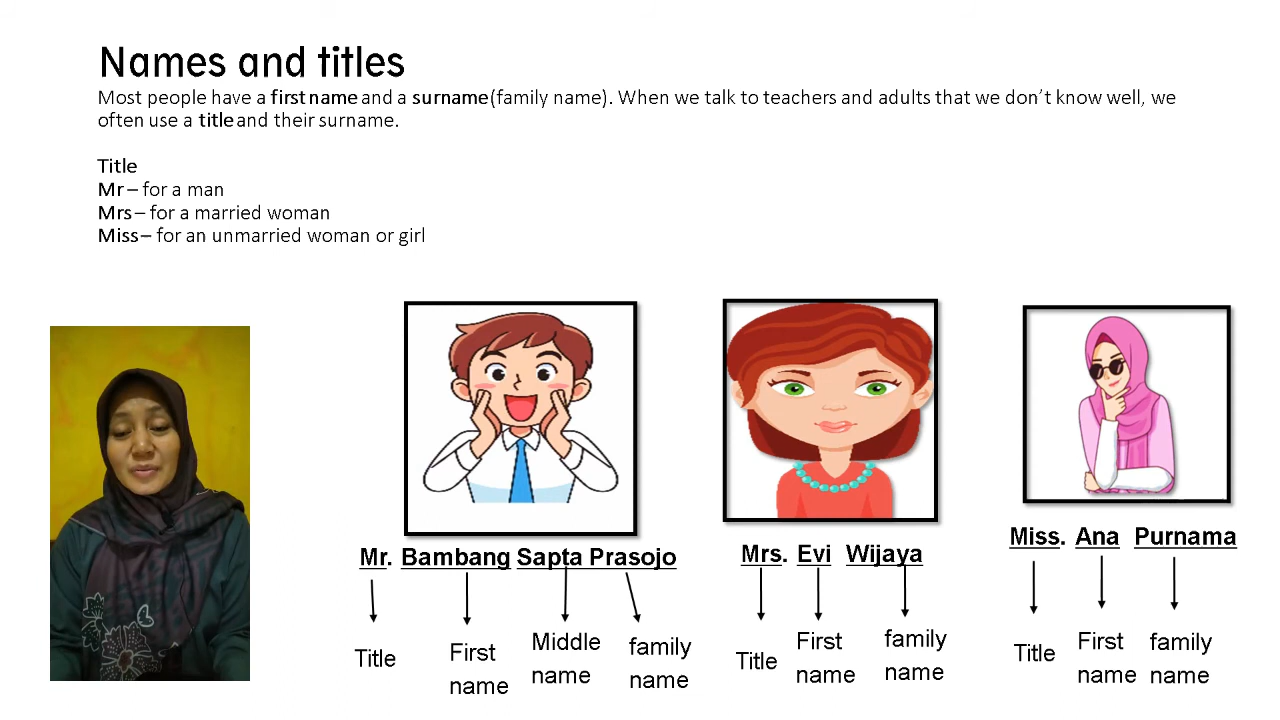 Names and titles
Most people have a first name and a surname(family name). When we talk to teachers and adults that we don't know well, we
often use a title and their surname.
Title
Mr – for a man
Mrs – for a married woman
Miss – for an unmarried woman or girl
Mr. Bambang Sapta Prasojo
Title
First
name
Middle
name
family
name
Mrs. Evi Wijaya
Title
First
name
family
name
Miss. Ana Purnama
Title
First
name
family
name